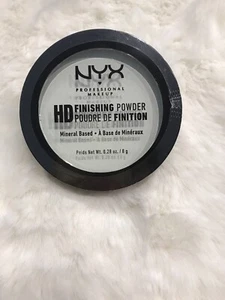 NYX
PROFESSIONAL
MAKEUP
HD FINISHING POWDER
POUDRE DE FINITION
Mineral Based • À Base de Minéraux
Poids Net Wt. 0.28 oz. / 8 g